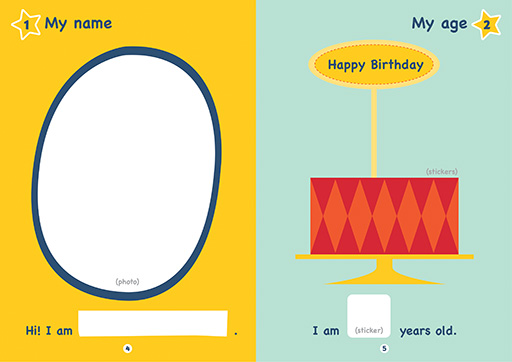 1 My name
(photo)
Hi! I am .
4
My age 2
Happy Birthday
(stickers)
I am (sticker) years old.
5